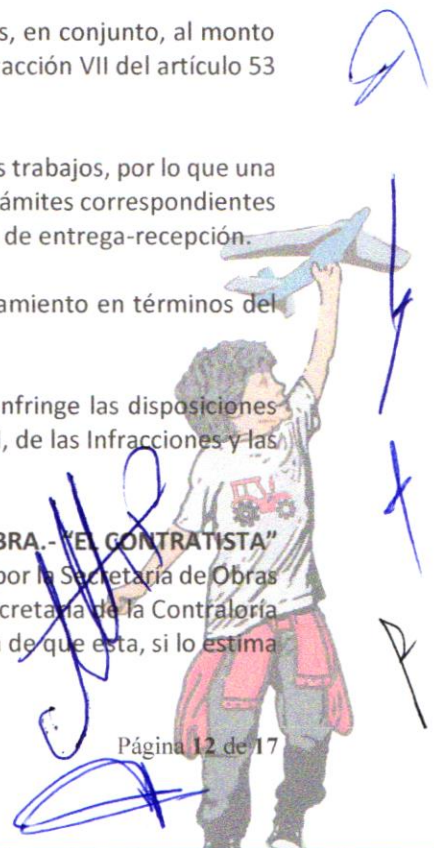 s, en conjunto, al monto
acción VII del artículo 53
s trabajos, por lo que una
rámites correspondientes
de entrega-recepción.
amiento en términos del
nfringe las disposiciones
l, de las Infracciones y las
BRA.- “EL CONTRATISTA”
por la Secretaría de Obras
cretaría de la Contraloría
de que esta, si lo estima
Página 12 de 17